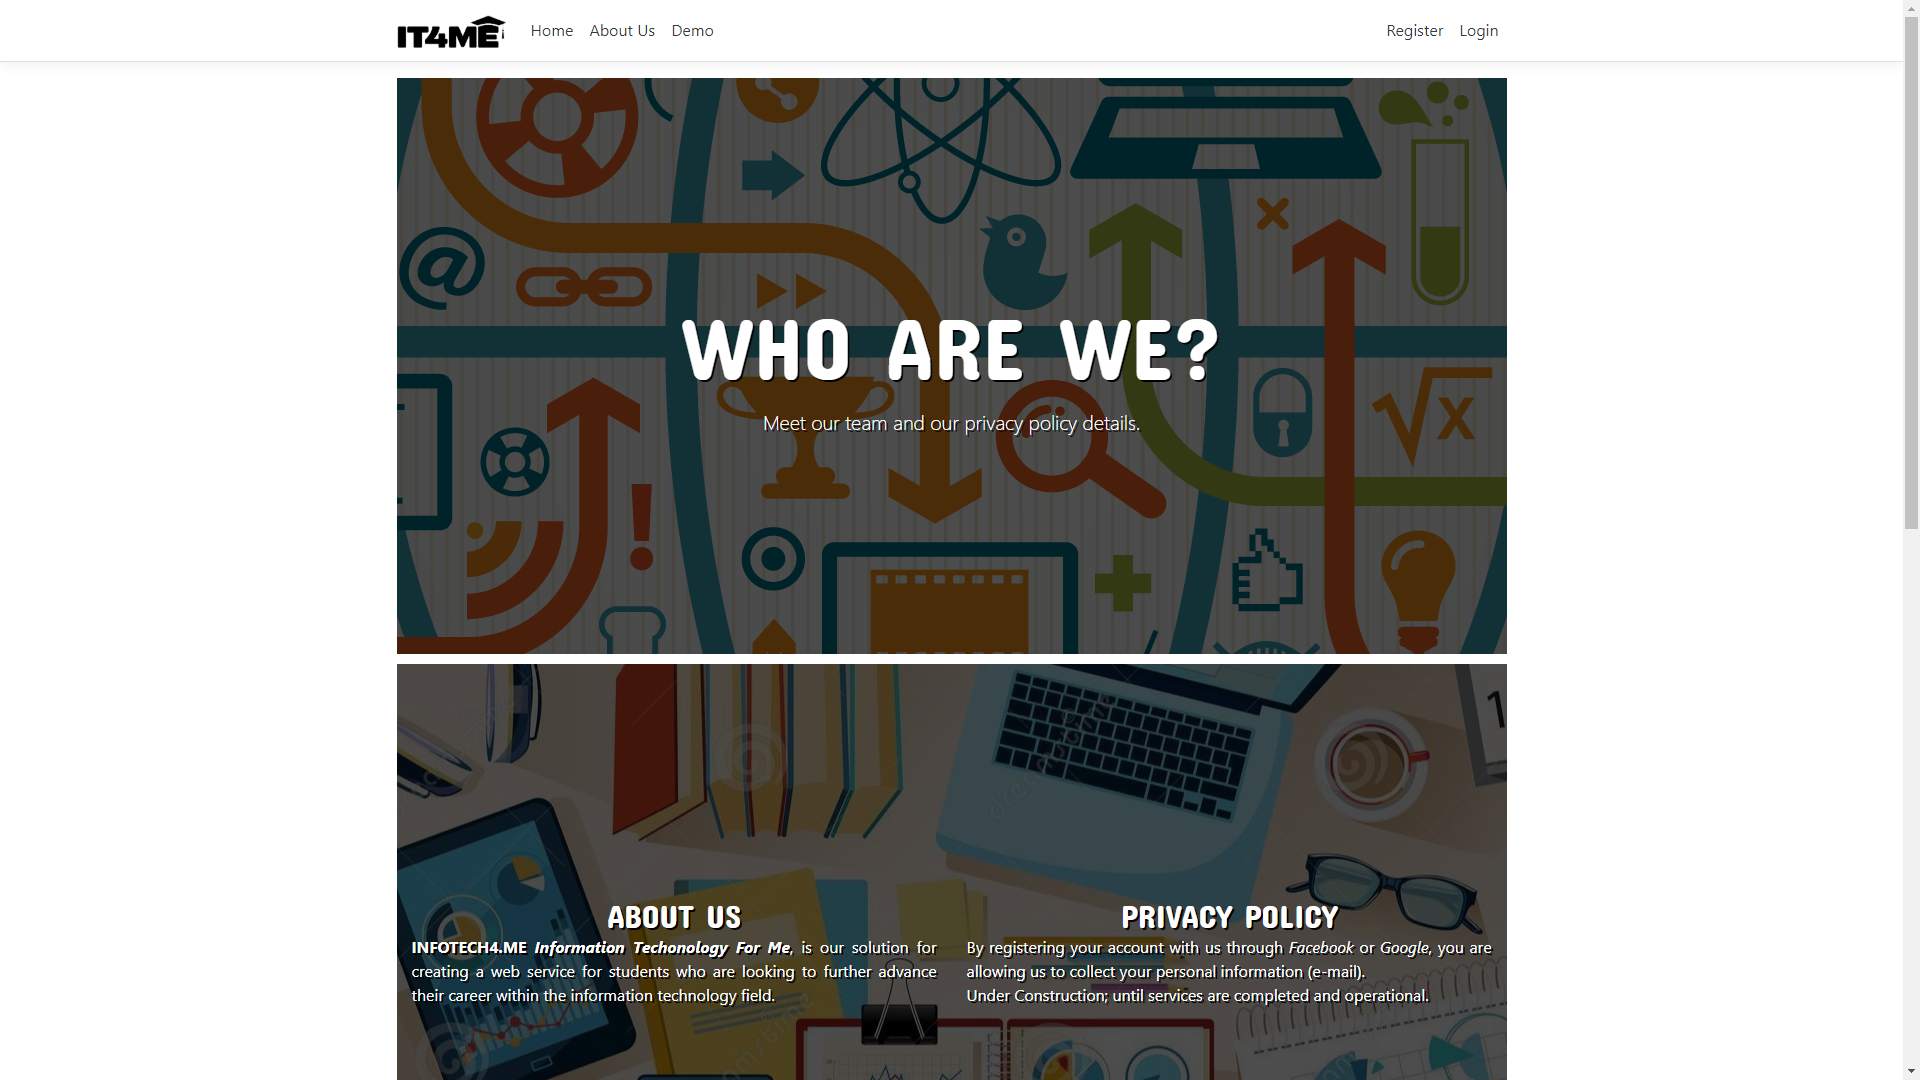 IT4ME Home About Us Demo Register Login
WHO ARE WE?
Meet our team and our privacy policy details.
ABOUT US
INFOTECH4.ME Information Techonology For Me, is our solution for
creating a web service for students who are looking to further advance
their career within the information technology field.
PRIVACY POLICY
By registering your account with us through Facebook or Google, you are
allowing us to collect your personal information (e-mail).
Under Construction; until services are completed and operational.